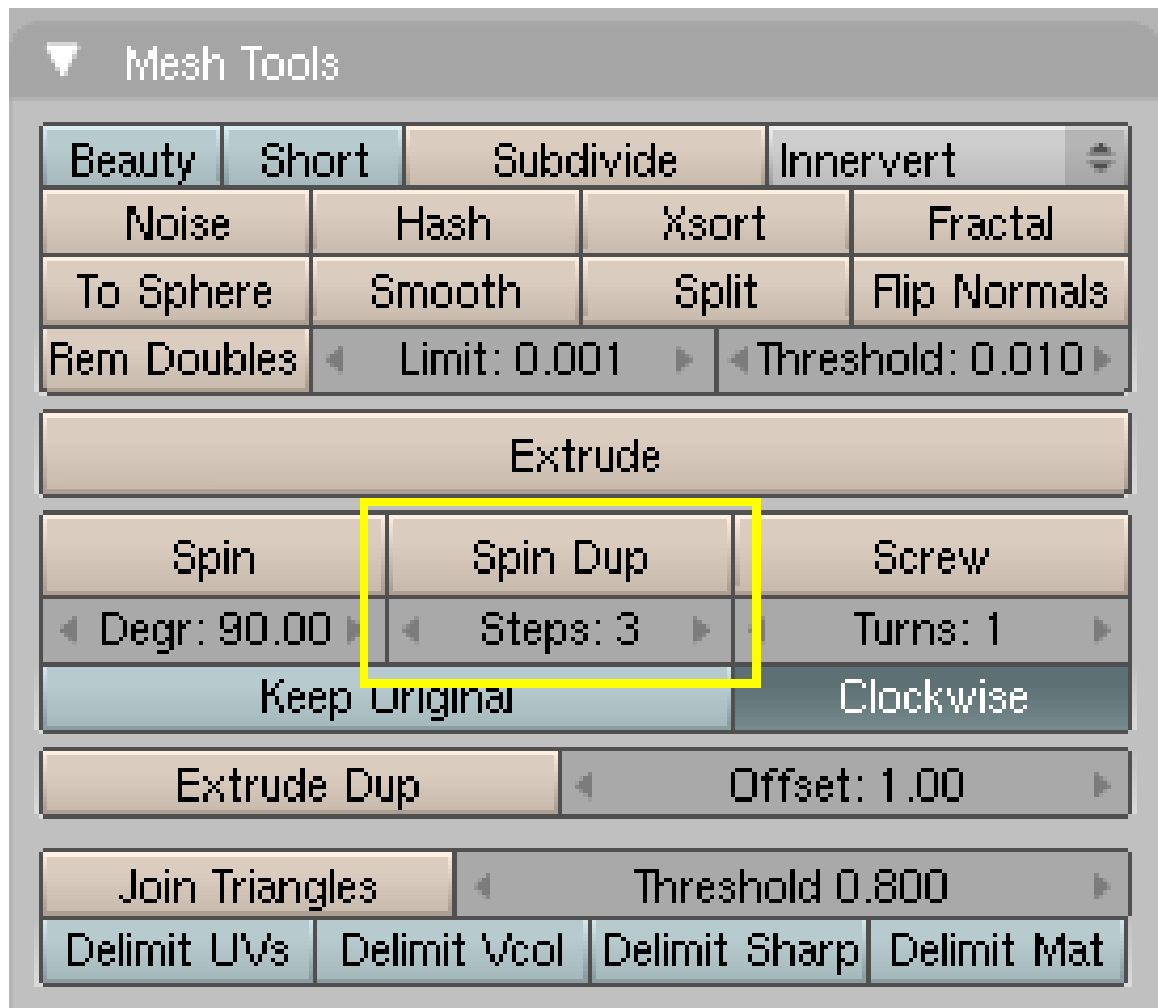 Mesh Tools
Beauty Short Subdivide Innervert
Noise Hash Xsort Fractal
To Sphere Smooth Split Flip Normals
Rem Doubles Limit: 0.001 Threshold: 0.010
Extrude
Spin Spin Dup Screw
Degr: 90.00 Steps: 3 Turns: 1
Keep Original Clockwise
Extrude Dup Offset: 1.00
Join Triangles Threshold 0.800
Delimit UVs Delimit Vcol Delimit Sharp Delimit Mat